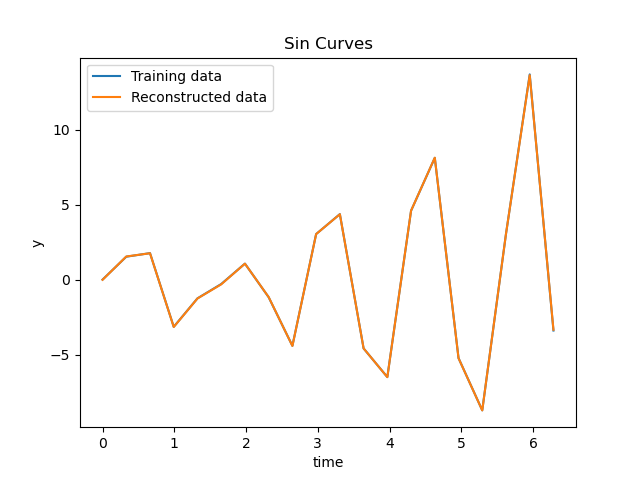 Sin Curves
Training data
Reconstructed data
10
5
0
−5
y
0 1 2 3 4 5 6
time